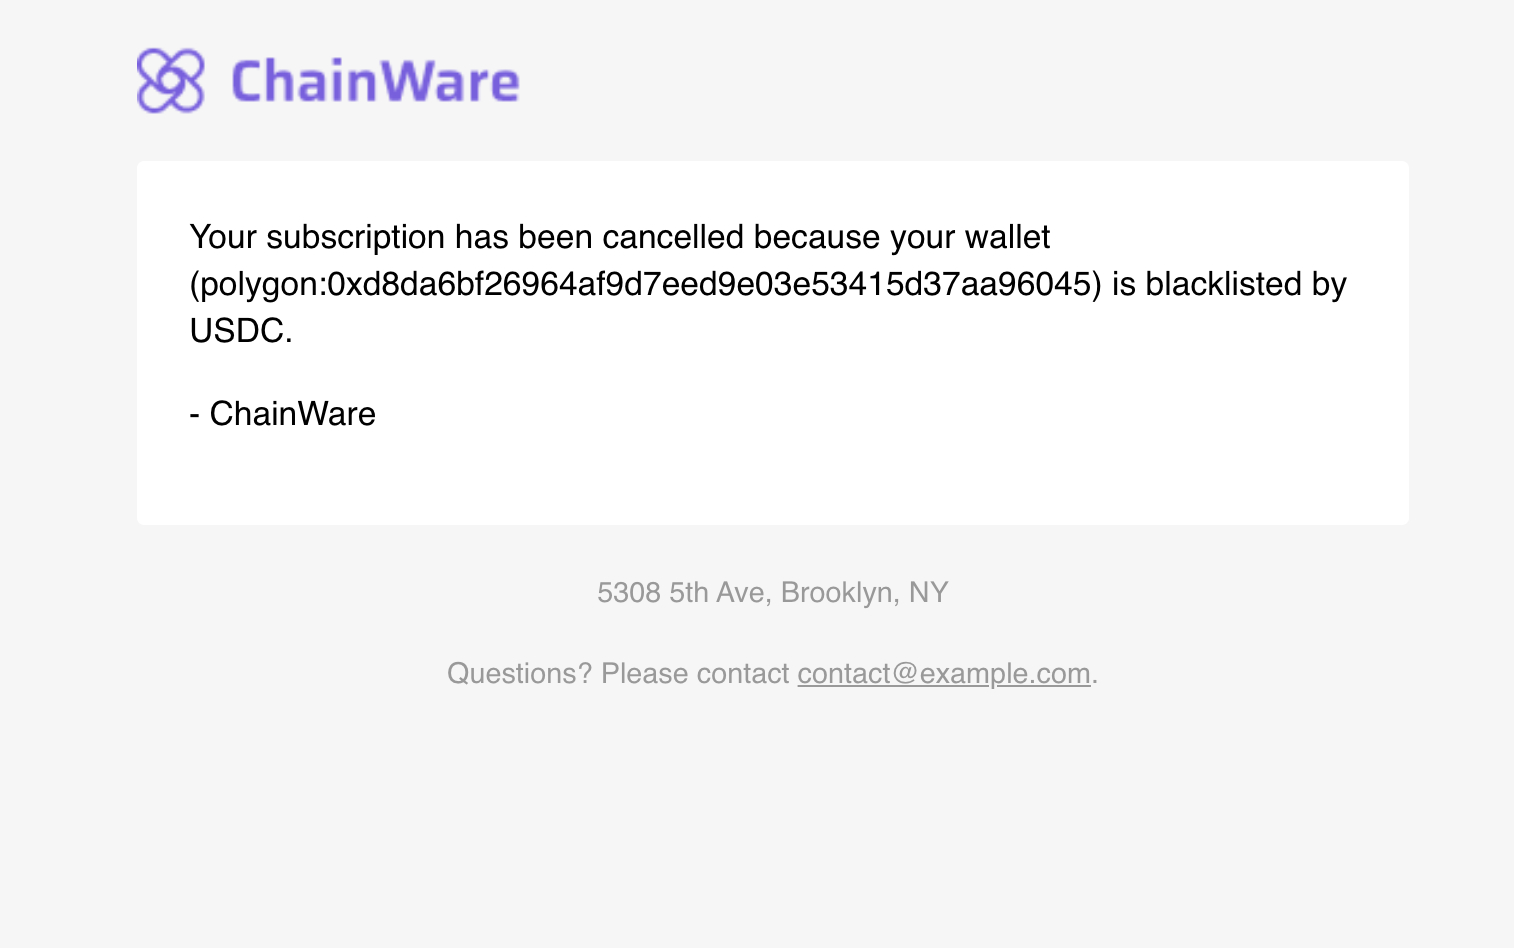 ChainWare
Your subscription has been cancelled because your wallet
(polygon:0xd8da6bf26964af9d7eed9e03e53415d37aa96045) is blacklisted by
USDC.
- ChainWare
5308 5th Ave, Brooklyn, NY
Questions? Please contact contact@example.com.